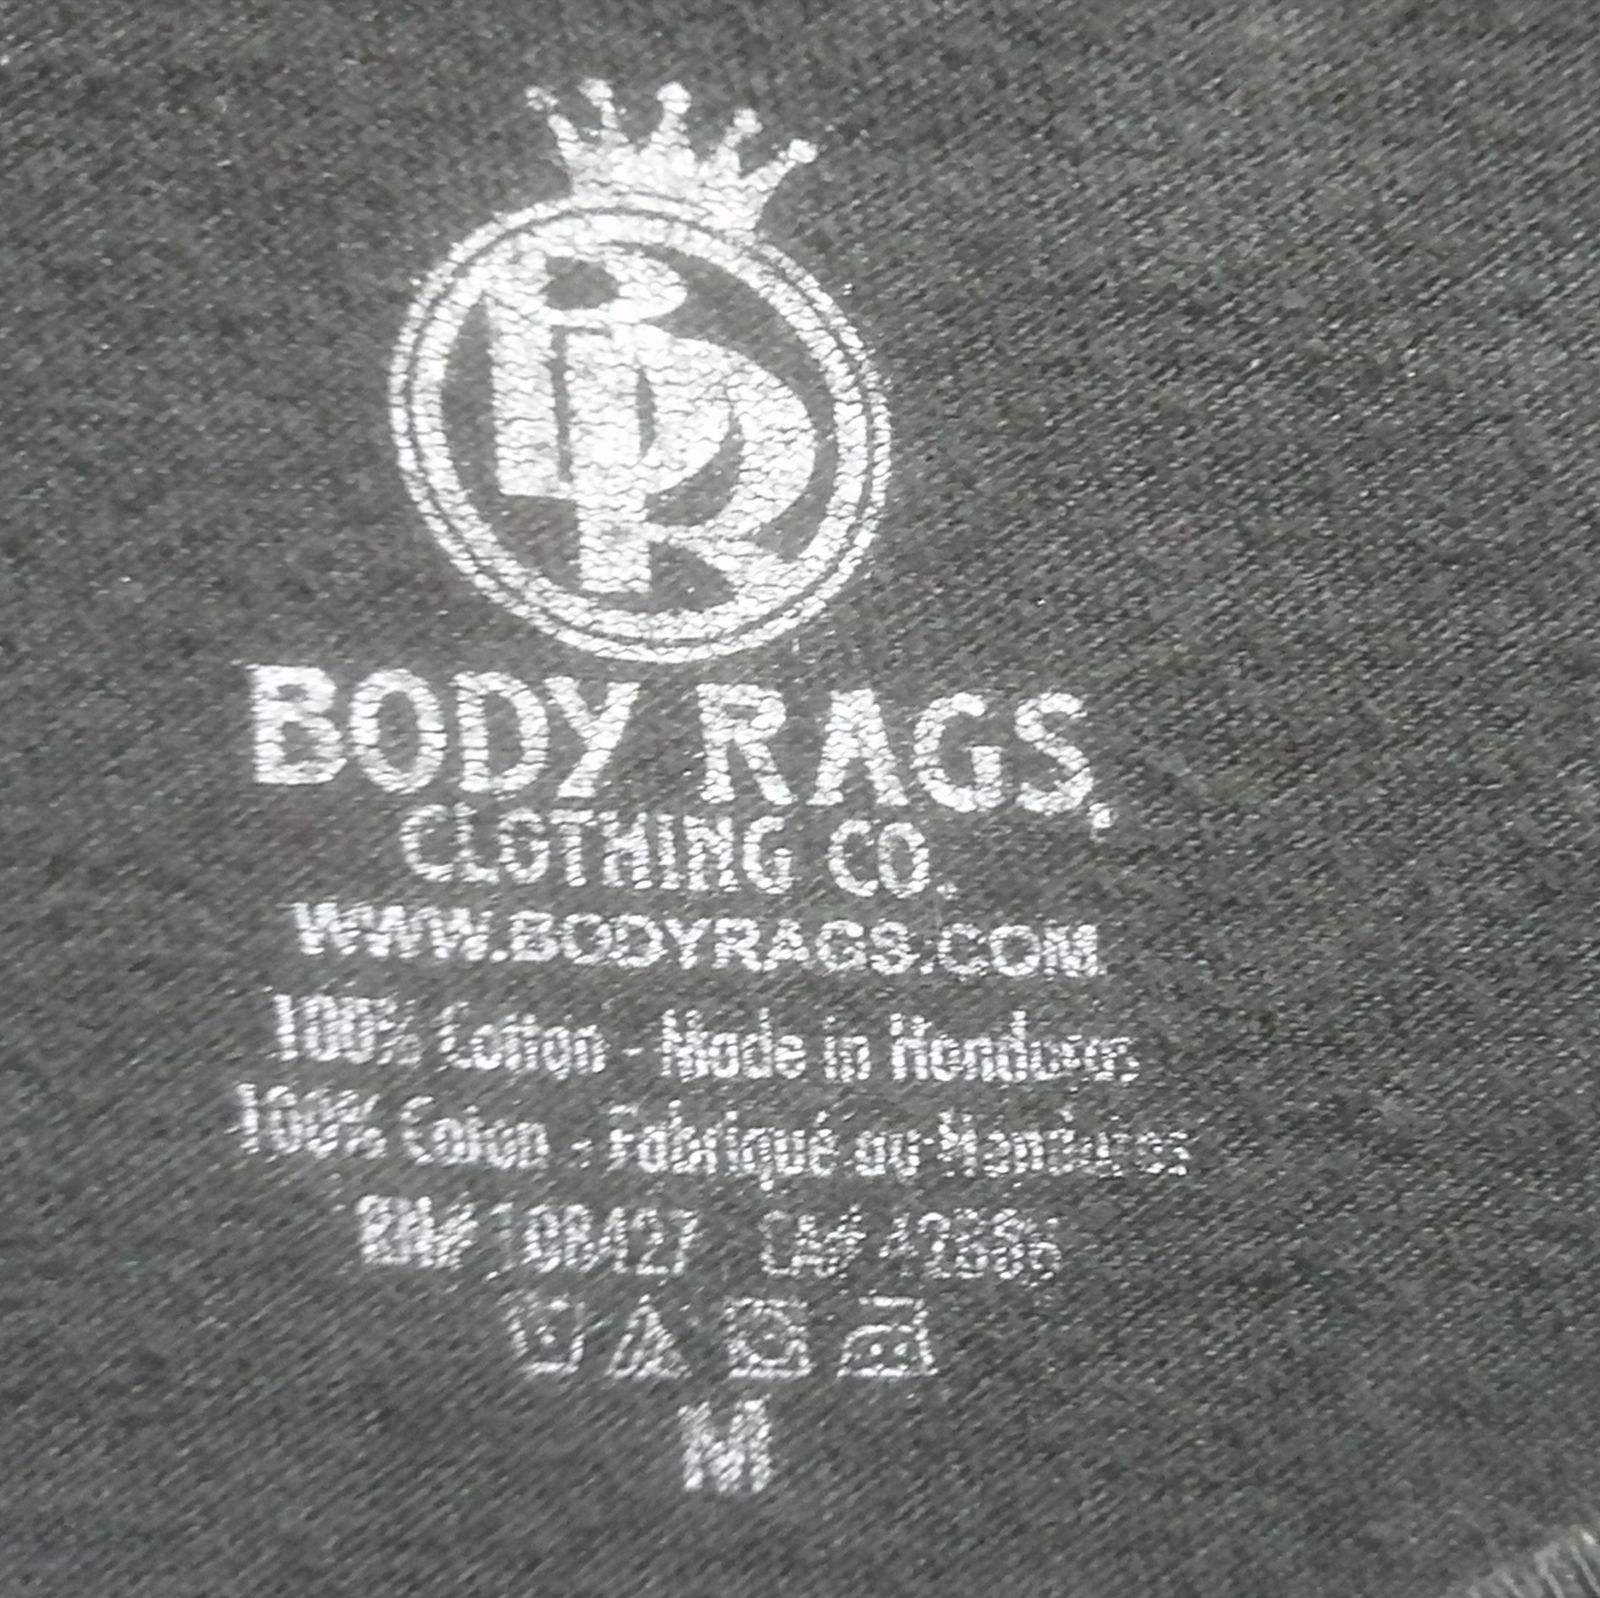 BR
BODY RAGS
CLOTHING CO.
WWW.BODYRAGS.COM
100% Cotton - Made in Honduras
100% Coton - Fabriqué au Honduras
RN# 108427 CA#
M